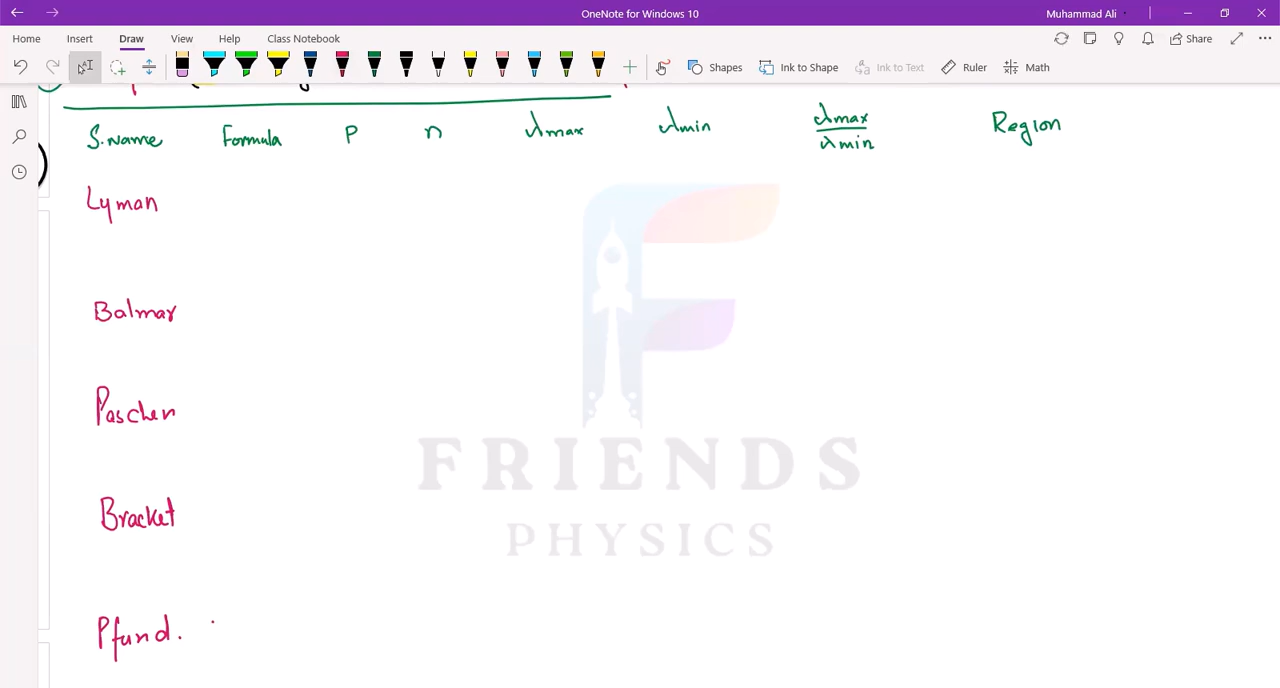 OneNote for Windows 10
Muhammad Ali
Home Insert Draw View Help Class Notebook
Share
Shapes Ink to Shape Ink to Text Ruler Math
S.Name Formula P n λmax λmin λmax/λmin Region
Lyman
Balmar
Paschen
Bracket
Pfund.
FRIENDS
PHYSICS